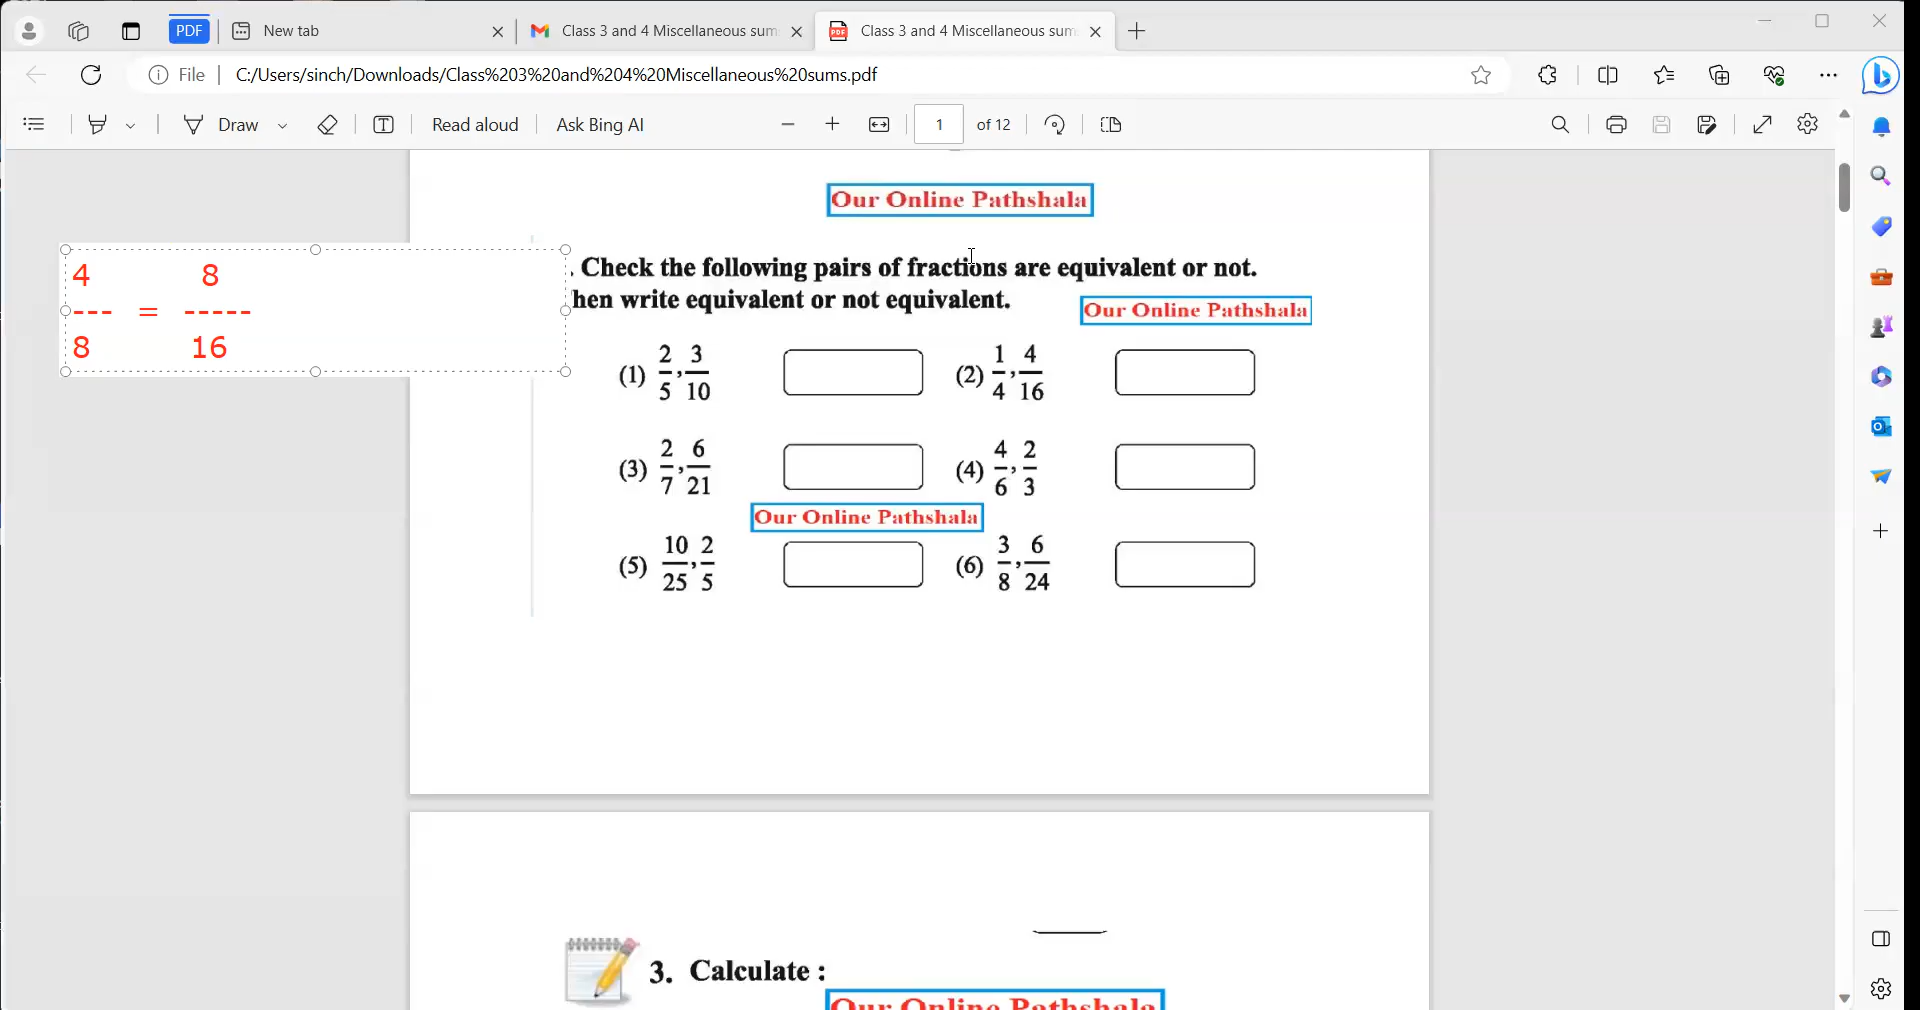 PDF
New tab
Class 3 and 4 Miscellaneous sum
Class 3 and 4 Miscellaneous sum
File
C:/Users/sinch/Downloads/Class%203%20and%204%20Miscellaneous%20sums.pdf
Draw
Read aloud
Ask Bing AI
1
of 12
Our Online Pathshala
4 8
--- = -----
8 16
. Check the following pairs of fractions are equivalent or not.
hen write equivalent or not equivalent.
Our Online Pathshala
(1) 2/5, 3/10
(2) 1/4, 4/16
(3) 2/7, 6/21
(4) 4/6, 2/3
Our Online Pathshala
(5) 10/25, 2/5
(6) 3/8, 6/24
3. Calculate :
Our Online Pathshala